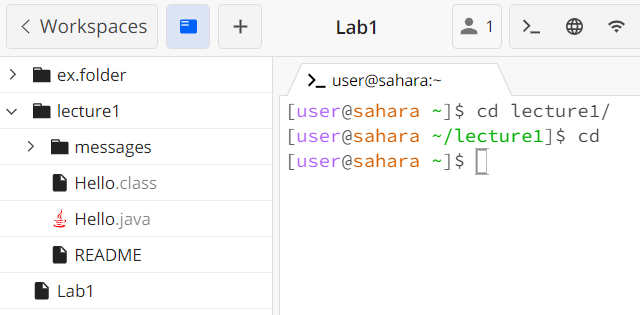 Workspaces
Lab1
1
ex.folder
lecture1
messages
Hello.class
Hello.java
README
Lab1
user@sahara:~
[user@sahara ~]$ cd lecture1/
[user@sahara ~/lecture1]$ cd
[user@sahara ~]$